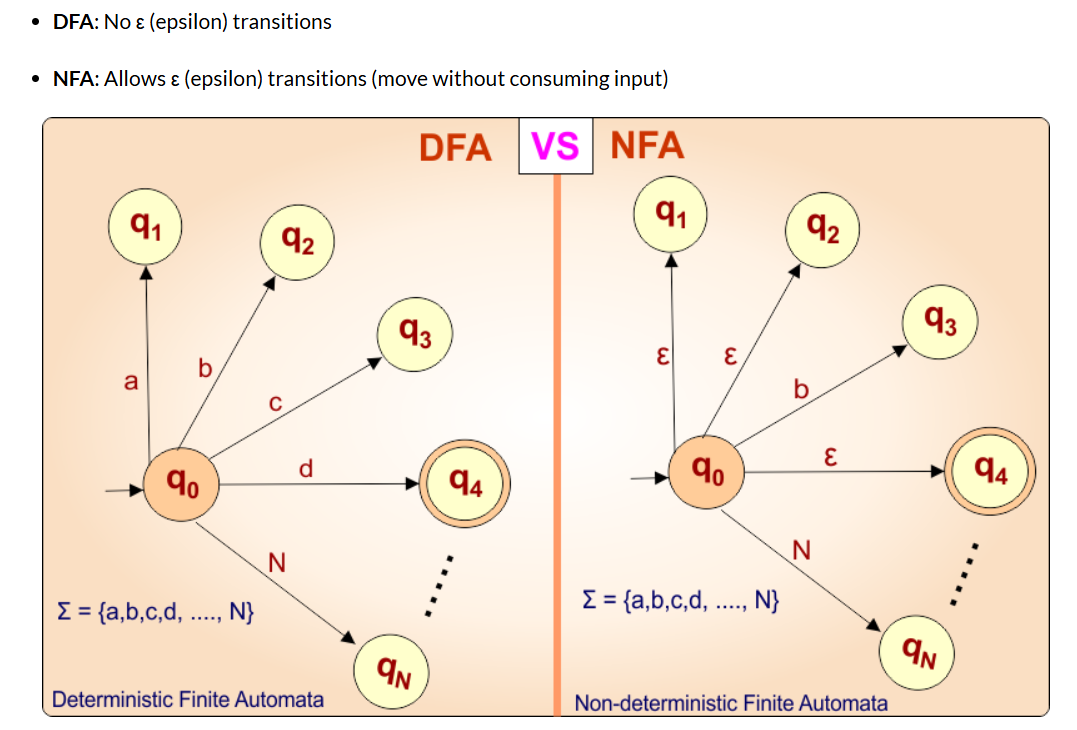 DFA: No ε (epsilon) transitions
NFA: Allows ε (epsilon) transitions (move without consuming input)
DFA VS NFA
q₁
q₂
q₃
a
b
c
q₀
d
q₄
N
Σ = {a,b,c,d, ...., N}
qN
Deterministic Finite Automata
q₁
q₂
q₃
ε
ε
b
q₀
ε
q₄
N
Σ = {a,b,c,d, ...., N}
qN
Non-deterministic Finite Automata